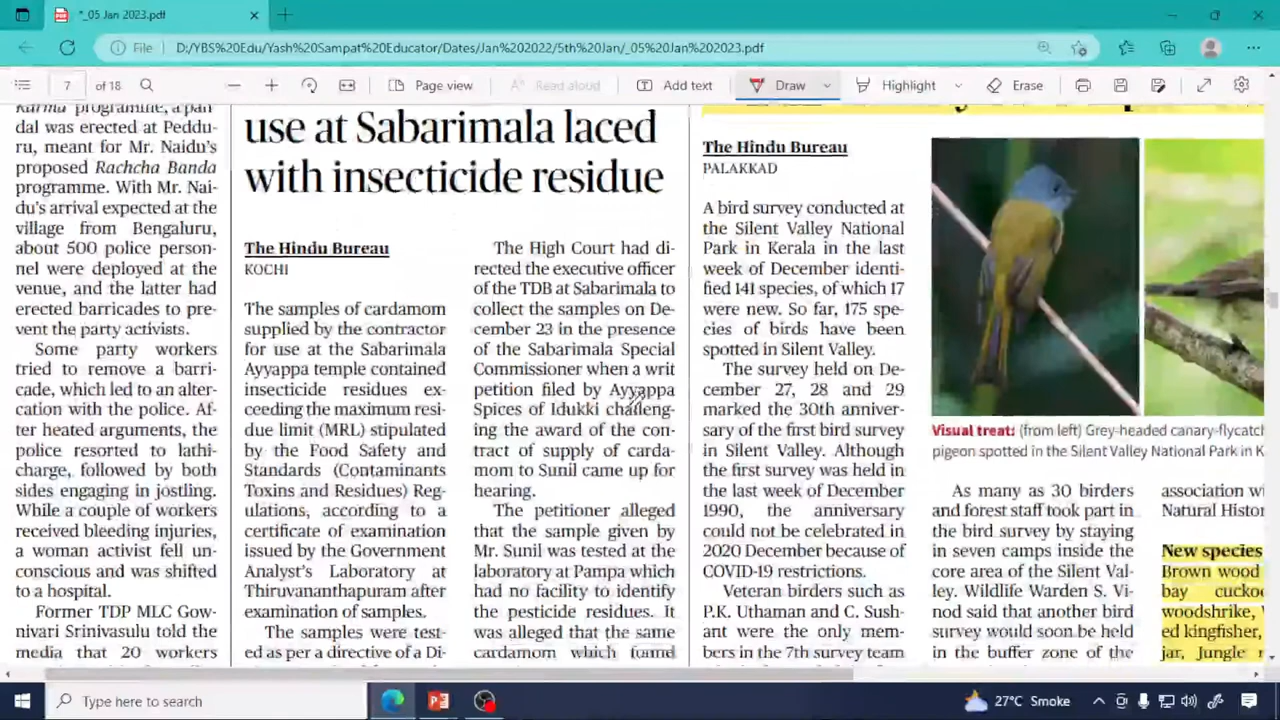 *_05 Jan 2023.pdf
File
D:/YBS%20Edu/Yash%20Sampat%20Educator/Dates/Jan%202022/5th%20Jan/_05%20Jan%202023.pdf
7 of 18
Page view
Read aloud
Add text
Draw
Highlight
Erase
Karma programme, a pan-
dal was erected at Peddu-
ru, meant for Mr. Naidu's
proposed Rachcha Banda
programme. With Mr. Nai-
du's arrival expected at the
village from Bengaluru,
about 500 police person-
nel were deployed at the
venue, and the latter had
erected barricades to pre-
vent the party activists.
Some party workers
tried to remove a barri-
cade, which led to an alter-
cation with the police. Af-
ter heated arguments, the
police resorted to lathi-
charge, followed by both
sides engaging in jostling.
While a couple of workers
received bleeding injuries,
a woman activist fell un-
conscious and was shifted
to a hospital.
Former TDP MLC Gow-
nivari Srinivasulu told the
media that 20 workers
use at Sabarimala laced
with insecticide residue
The Hindu Bureau
KOCHI
The samples of cardamom
supplied by the contractor
for use at the Sabarimala
Ayyappa temple contained
insecticide residues ex-
ceeding the maximum resi-
due limit (MRL) stipulated
by the Food Safety and
Standards (Contaminants
Toxins and Residues) Reg-
ulations, according to a
certificate of examination
issued by the Government
Analyst's Laboratory at
Thiruvananthapuram after
examination of samples.
The samples were test-
ed as per a directive of a Di-
The High Court had di-
rected the executive officer
of the TDB at Sabarimala to
collect the samples on De-
cember 23 in the presence
of the Sabarimala Special
Commissioner when a writ
petition filed by Ayyappa
Spices of Idukki challeng-
ing the award of the con-
tract of supply of carda-
mom to Sunil came up for
hearing.
The petitioner alleged
that the sample given by
Mr. Sunil was tested at the
laboratory at Pampa which
had no facility to identify
the pesticide residues. It
was alleged that the same
cardamom which found
The Hindu Bureau
PALAKKAD
A bird survey conducted at
the Silent Valley National
Park in Kerala in the last
week of December identi-
fied 141 species, of which 17
were new. So far, 175 spe-
cies of birds have been
spotted in Silent Valley.
The survey held on De-
cember 27, 28 and 29
marked the 30th anniver-
sary of the first bird survey
in Silent Valley. Although
the first survey was held in
the last week of December
1990, the anniversary
could not be celebrated in
2020 December because of
COVID-19 restrictions.
Veteran birders such as
P.K. Uthaman and C. Sush-
ant were the only mem-
bers in the 7th survey team
Visual treat: (from left) Grey-headed canary-flycatch
pigeon spotted in the Silent Valley National Park in K
As many as 30 birders
and forest staff took part in
the bird survey by staying
in seven camps inside the
core area of the Silent Val-
ley. Wildlife Warden S. Vi-
nod said that another bird
survey would soon be held
in the buffer zone of the
association wi
Natural Histor
New species
Brown wood
bay cucko
woodshrike,
ed kingfisher,
jar, Jungle
Type here to search
27°C Smoke